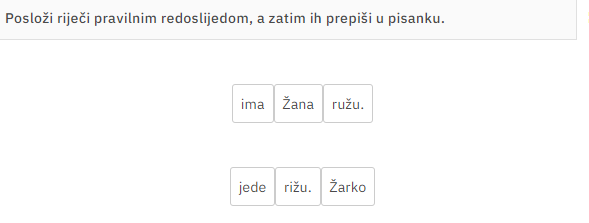 Posloži riječi pravilnim redoslijedom, a zatim ih prepiši u pisanku.
ima Žana ružu.
jede rižu. Žarko